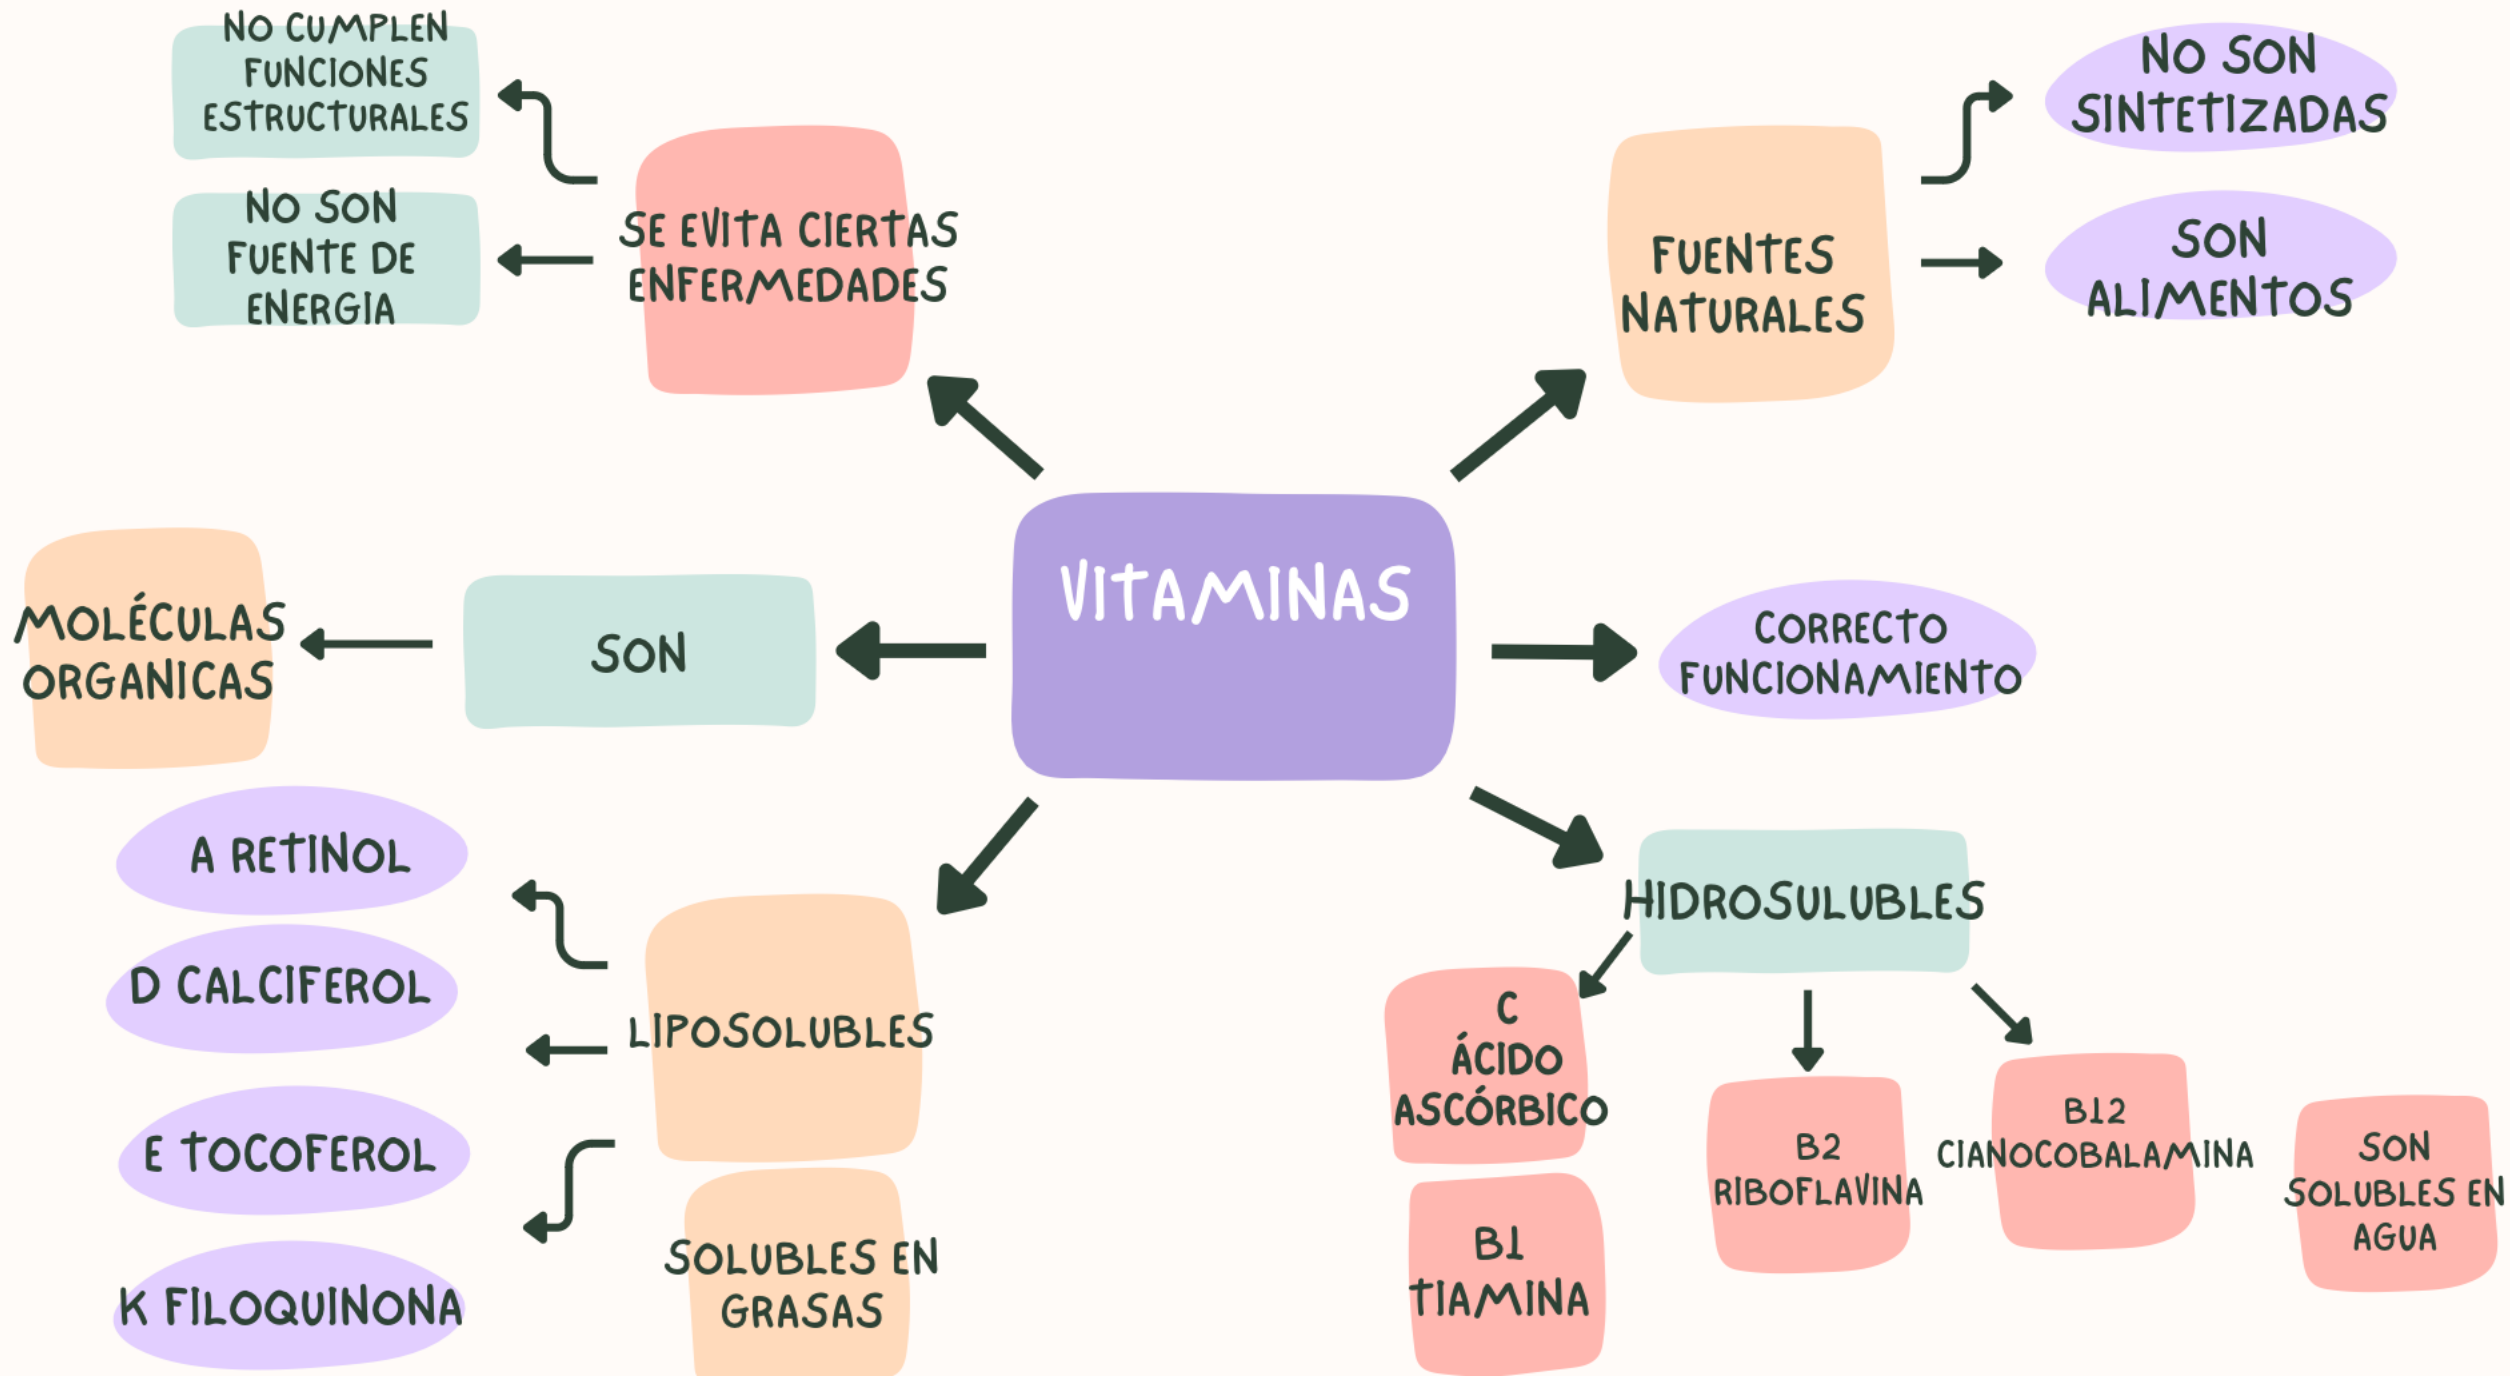 NO CUMPLEN
FUNCIONES
ESTRUCTURALES
NO SON
FUENTE DE
ENERGIA
SE EVITA CIERTAS
ENFERMEDADES
FUENTES
NATURALES
NO SON
SINTETIZADAS
SON
ALIMENTOS
VITAMINAS
MOLÉCULAS
ORGANICAS
SON
CORRECTO
FUNCIONAMIENTO
A RETINOL
D CALCIFEROL
E TOCOFEROL
K FILOQUINONA
LIPOSOLUBLES
SOLUBLES EN
GRASAS
HIDROSULUBLES
C
ÁCIDO
ASCÓRBICO
B1
TIAMINA
B2
RIBOFLAVINA
B12
CIANOCOBALAMINA
SON
SOLUBLES EN
AGUA